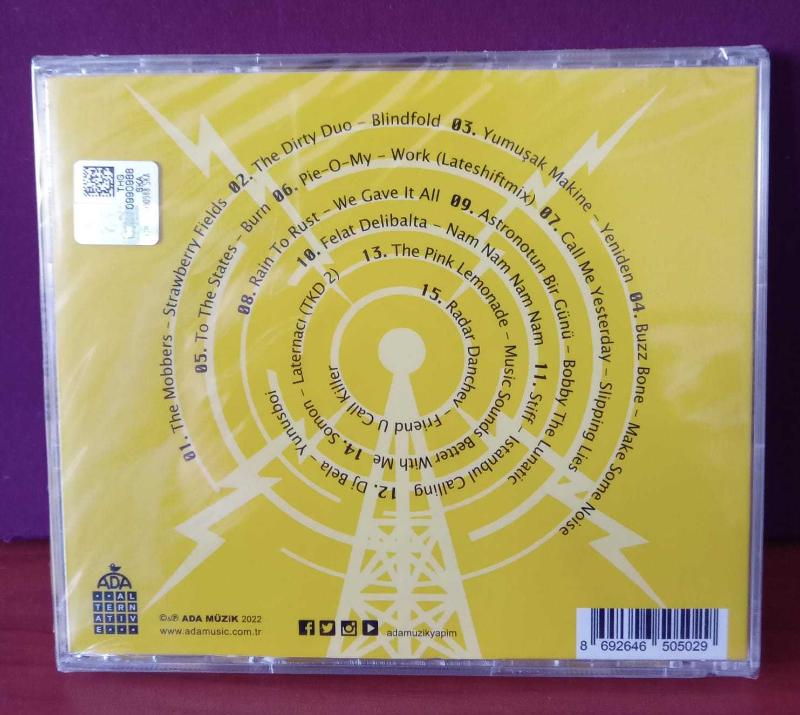 01. The Mobbers – Strawberry Fields 02. The Dirty Duo – Blindfold 03. Yumuşak Makine – Yeniden 04. Buzz Bone – Make Some Noise
05. To The States – Burn 06. Pie-O-My – Work (Lateshiftmix) 07. Call Me Yesterday – Slipping Lies
08. Rain To Rust – We Gave It All 09. Astronotun Bir Günü – Bobby The Lunatic
10. Felat Delibalta – Nam Nam Nam Nam 11. Stiff – Istanbul Calling
12. Dj Bela – Yunusboi 13. The Pink Lemonade – Music Sounds Better With Me
14. Somon – Laternacı (TKD 2) 15. Radar Danchev – Friend U Call Killer
THG
SKA
0990988
ADA
ALTERNATIVE
©℗ ADA MÜZİK 2022
www.adamusic.com.tr
adamuzikyapim
8 692646 505029